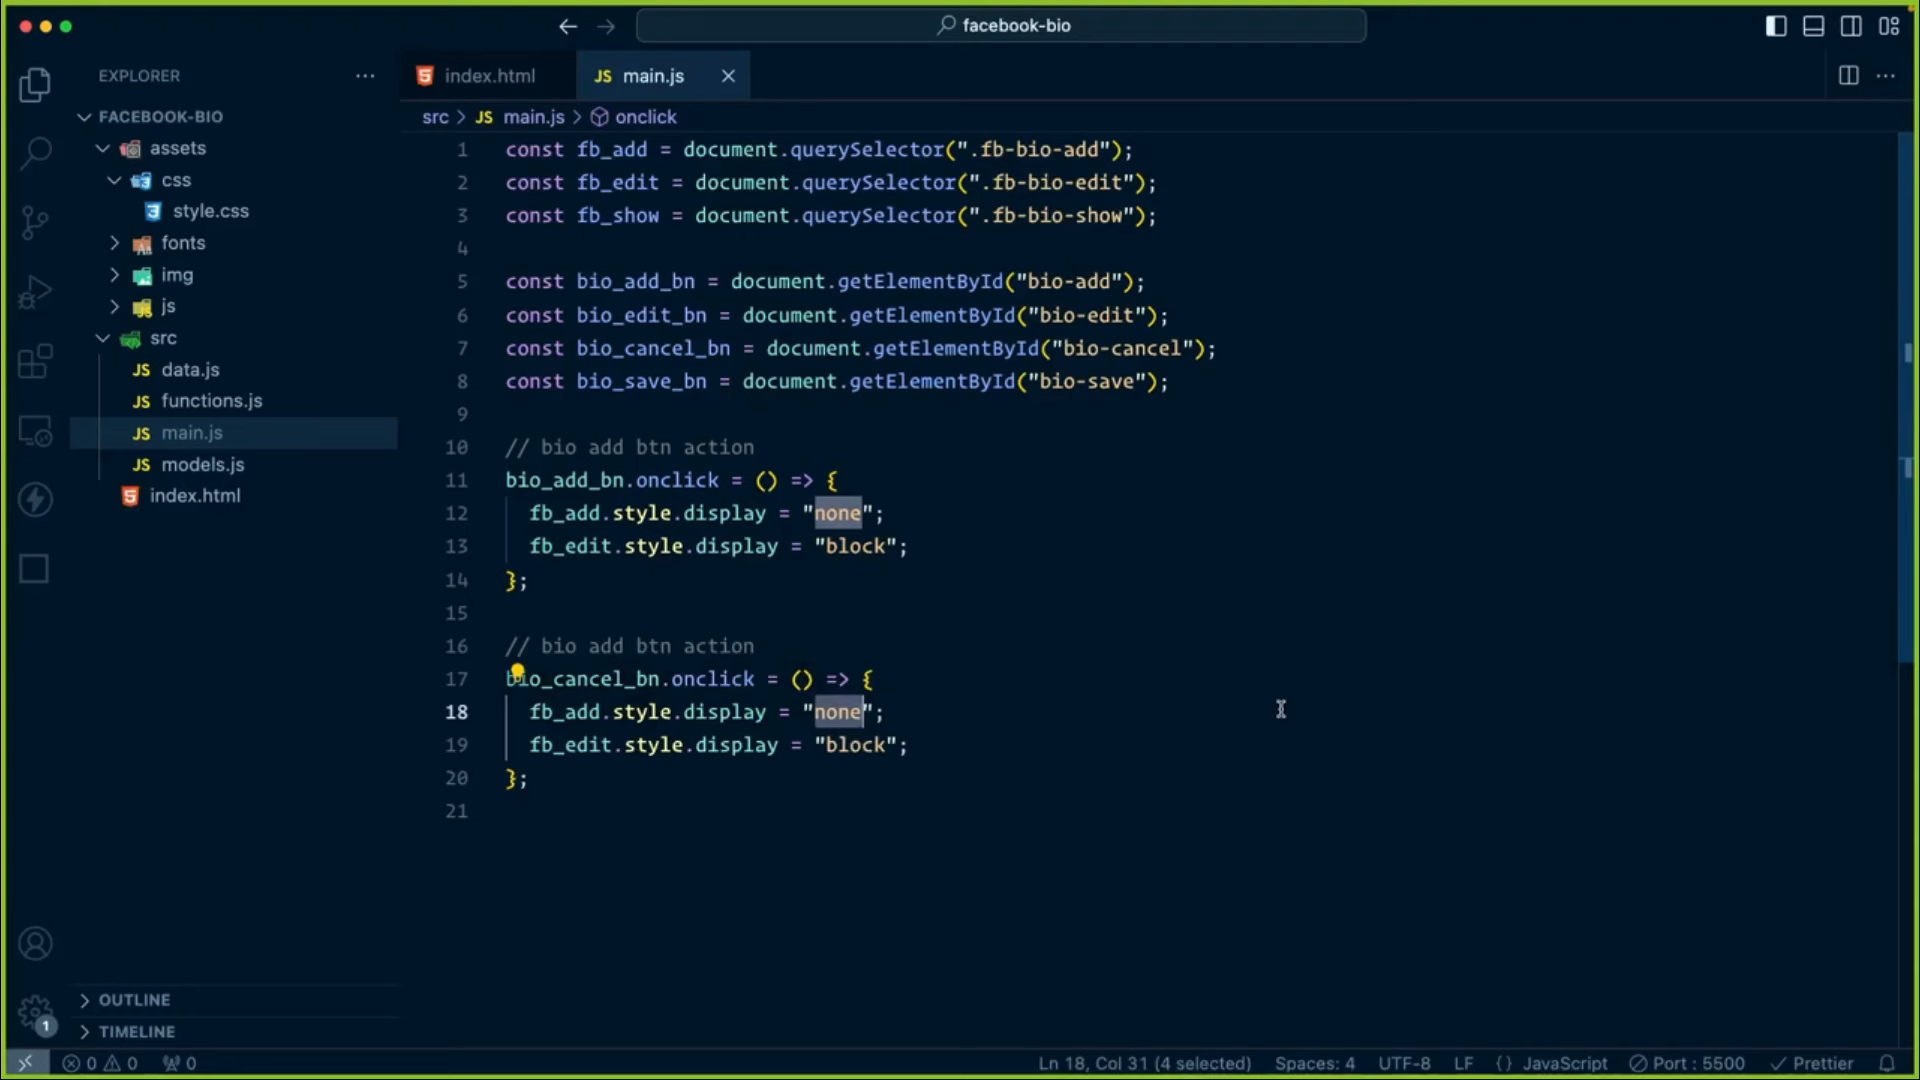 facebook-bio
EXPLORER
index.html
JS main.js
FACEBOOK-BIO
src > JS main.js > onclick
assets
css
style.css
fonts
img
js
src
JS data.js
JS functions.js
JS main.js
JS models.js
index.html
1 const fb_add = document.querySelector(".fb-bio-add");
2 const fb_edit = document.querySelector(".fb-bio-edit");
3 const fb_show = document.querySelector(".fb-bio-show");
4
5 const bio_add_bn = document.getElementById("bio-add");
6 const bio_edit_bn = document.getElementById("bio-edit");
7 const bio_cancel_bn = document.getElementById("bio-cancel");
8 const bio_save_bn = document.getElementById("bio-save");
9
10 // bio add btn action
11 bio_add_bn.onclick = () => {
12 fb_add.style.display = "none";
13 fb_edit.style.display = "block";
14 };
15
16 // bio add btn action
17 bio_cancel_bn.onclick = () => {
18 fb_add.style.display = "none";
19 fb_edit.style.display = "block";
20 };
21
OUTLINE
1
TIMELINE
0 0 0 Ln 18, Col 31 (4 selected) Spaces: 4 UTF-8 LF {} JavaScript Port : 5500 Prettier